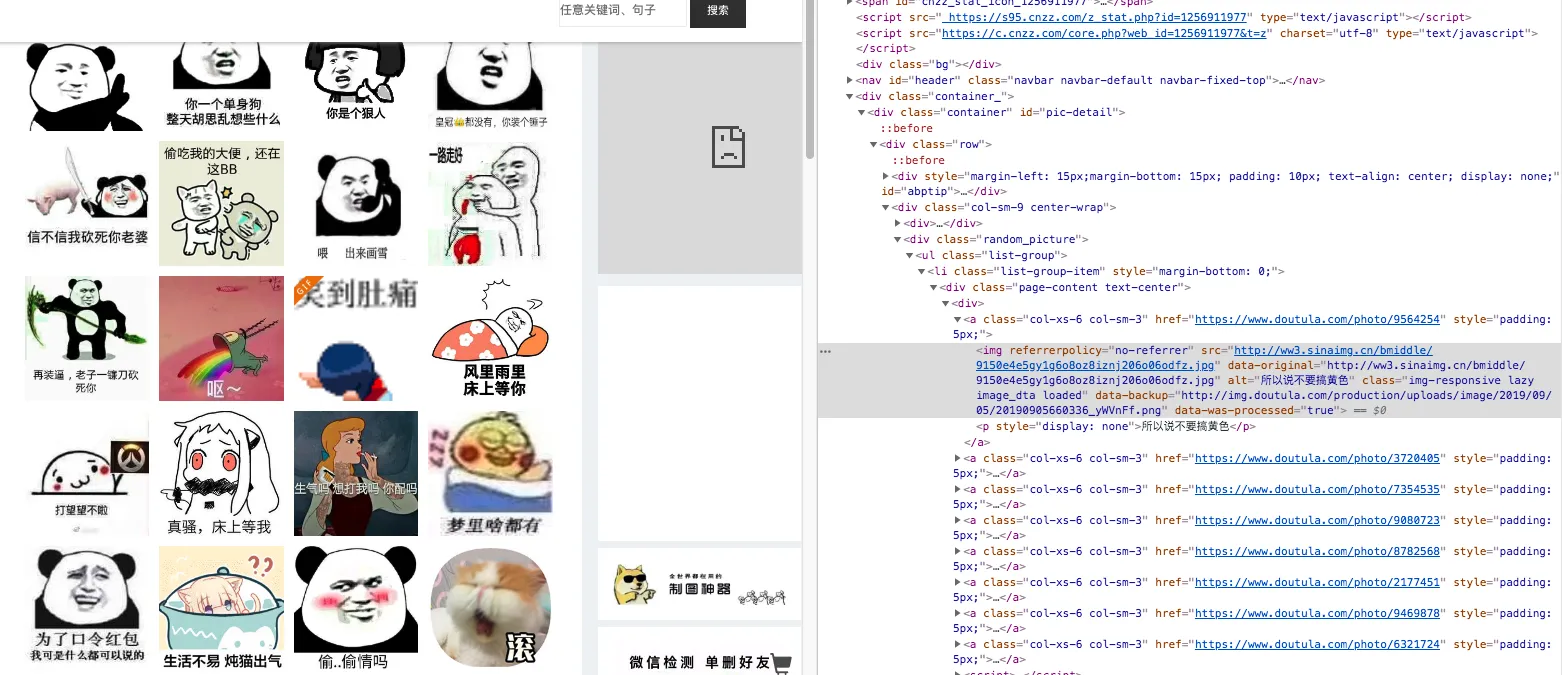 任意关键词、句子
搜索
你一个单身狗
整天胡思乱想些什么
你是个狠人
皇冠👑都没有，你装个锤子
信不信我砍死你老婆
偷吃我的大便，还在
这BB
喂 出来画雪
一路走好
再装逼，老子一镰刀砍
死你
呕～
GIF
笑到肚痛
风里雨里
床上等你
打望望不啦
真骚，床上等我
生气吗 想打我吗 你配吗
zzz
梦里啥都有
为了口令红包
我可是什么都可以说的
??
生活不易 炖猫出气
偷..偷情吗
滚
全世界都在用的
制图神器
微信检测 单删好友
<span id="cnzz_stat_icon_1256911977">…</span>
<script src=" https://s95.cnzz.com/z_stat.php?id=1256911977" type="text/javascript"></script>
<script src="https://c.cnzz.com/core.php?web_id=1256911977&t=z" charset="utf-8" type="text/javascript">
</script>
<div class="bg"></div>
<nav id="header" class="navbar navbar-default navbar-fixed-top">…</nav>
<div class="container_">
<div class="container" id="pic-detail">
::before
<div class="row">
::before
<div style="margin-left: 15px;margin-bottom: 15px; padding: 10px; text-align: center; display: none;"
id="abptip">…</div>
<div class="col-sm-9 center-wrap">
<div>…</div>
<div class="random_picture">
<ul class="list-group">
<li class="list-group-item" style="margin-bottom: 0;">
<div class="page-content text-center">
<div>
<a class="col-xs-6 col-sm-3" href="https://www.doutula.com/photo/9564254" style="padding:
5px;">
<img referrerpolicy="no-referrer" src="http://ww3.sinaimg.cn/bmiddle/
9150e4e5gy1g6o8oz8iznj206o06odfz.jpg" data-original="http://ww3.sinaimg.cn/bmiddle/
9150e4e5gy1g6o8oz8iznj206o06odfz.jpg" alt="所以说不要搞黄色" class="img-responsive lazy
image_dta loaded" data-backup="http://img.doutula.com/production/uploads/image/2019/09/
05/20190905660336_yWVnFf.png" data-was-processed="true"> == $0
<p style="display: none">所以说不要搞黄色</p>
</a>
<a class="col-xs-6 col-sm-3" href="https://www.doutula.com/photo/3720405" style="padding:
5px;">…</a>
<a class="col-xs-6 col-sm-3" href="https://www.doutula.com/photo/7354535" style="padding:
5px;">…</a>
<a class="col-xs-6 col-sm-3" href="https://www.doutula.com/photo/9080723" style="padding:
5px;">…</a>
<a class="col-xs-6 col-sm-3" href="https://www.doutula.com/photo/8782568" style="padding:
5px;">…</a>
<a class="col-xs-6 col-sm-3" href="https://www.doutula.com/photo/2177451" style="padding:
5px;">…</a>
<a class="col-xs-6 col-sm-3" href="https://www.doutula.com/photo/9469878" style="padding:
5px;">…</a>
<a class="col-xs-6 col-sm-3" href="https://www.doutula.com/photo/6321724" style="padding:
5px;">…</a>
<script>…</script>